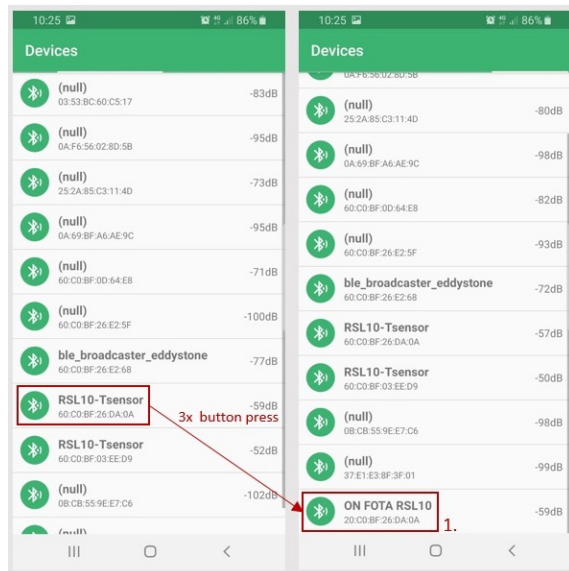 10:25 86%
Devices
(null)
03:53:BC:60:C5:17 -83dB
(null)
0A:F6:56:02:8D:5B -95dB
(null)
25:2A:85:C3:11:4D -73dB
(null)
0A:69:BF:A6:AE:9C -95dB
(null)
60:C0:BF:0D:64:E8 -71dB
(null)
60:C0:BF:26:E2:5F -100dB
ble_broadcaster_eddystone
60:C0:BF:26:E2:68 -77dB
RSL10-Tsensor
60:C0:BF:26:DA:0A -59dB
3x button press
RSL10-Tsensor
60:C0:BF:03:EE:D9 -52dB
(null)
0B:CB:55:9E:E7:C6 -102dB
(null)
10:25 86%
Devices
0A:F6:56:02:8D:5B
(null)
25:2A:85:C3:11:4D -80dB
(null)
0A:69:BF:A6:AE:9C -98dB
(null)
60:C0:BF:0D:64:E8 -82dB
(null)
60:C0:BF:26:E2:5F -93dB
ble_broadcaster_eddystone
60:C0:BF:26:E2:68 -72dB
RSL10-Tsensor
60:C0:BF:26:DA:0A -57dB
RSL10-Tsensor
60:C0:BF:03:EE:D9 -50dB
(null)
0B:CB:55:9E:E7:C6 -98dB
(null)
37:E1:E3:8F:3F:01 -99dB
ON FOTA RSL10
20:C0:BF:26:DA:0A -59dB
1.